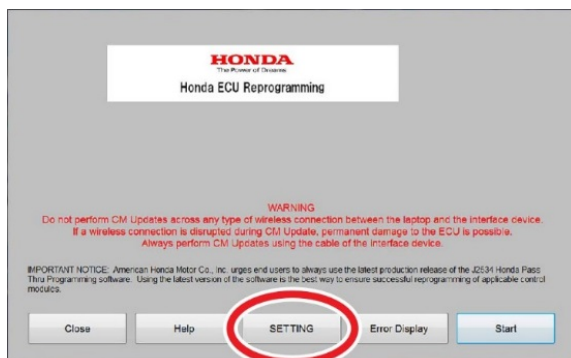 HONDA
The Power of Dreams
Honda ECU Reprogramming
WARNING
Do not perform CM Updates across any type of wireless connection between the laptop and the interface device.
If a wireless connection is disrupted during CM Update, permanent damage to the ECU is possible.
Always perform CM Updates using the cable of the interface device.
IMPORTANT NOTICE: American Honda Motor Co., Inc. urges end users to always use the latest production release of the J2534 Honda Pass
Thru Programming software. Using the latest version of the software is the best way to ensure successful reprogramming of applicable control
modules.
Close Help SETTING Error Display Start